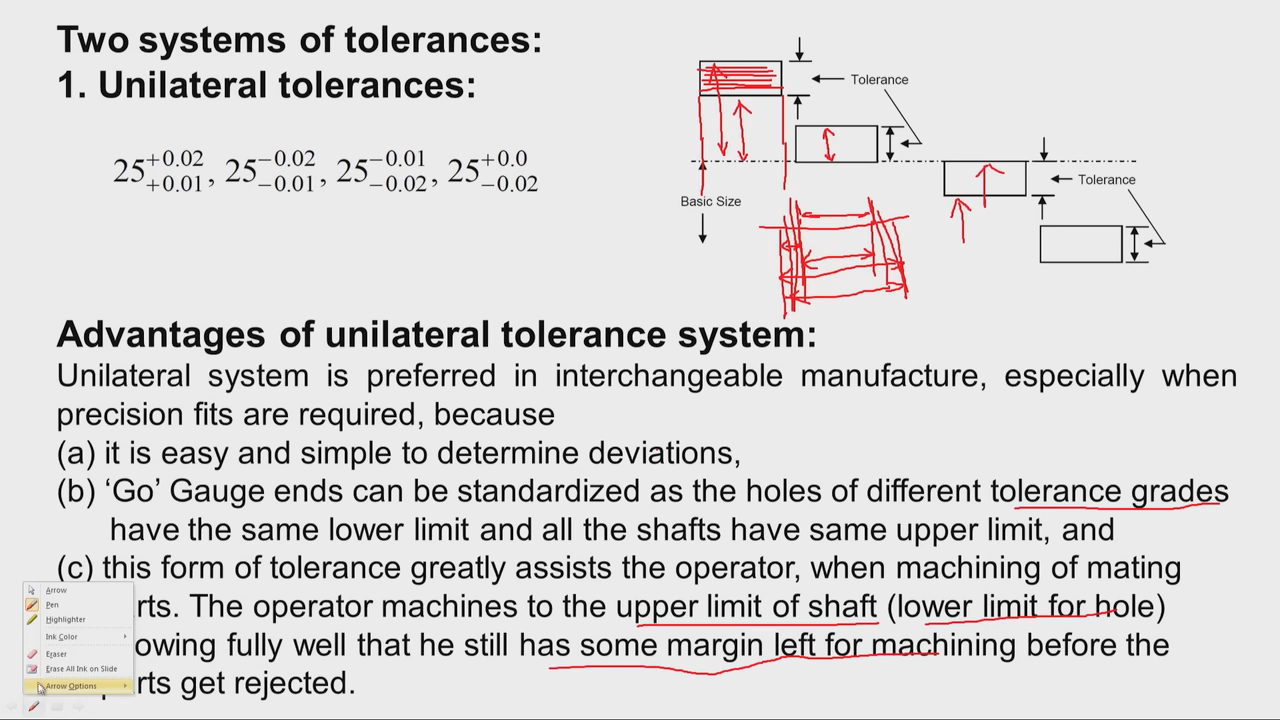 Two systems of tolerances:
1. Unilateral tolerances:
25 +0.02 +0.01, 25 −0.02 −0.01, 25 −0.01 −0.02, 25 +0.0 −0.02
Tolerance
Basic Size
Tolerance
Advantages of unilateral tolerance system:
Unilateral system is preferred in interchangeable manufacture, especially when
precision fits are required, because
(a) it is easy and simple to determine deviations,
(b) ‘Go’ Gauge ends can be standardized as the holes of different tolerance grades
have the same lower limit and all the shafts have same upper limit, and
(c) this form of tolerance greatly assists the operator, when machining of mating
rts. The operator machines to the upper limit of shaft (lower limit for hole)
owing fully well that he still has some margin left for machining before the
rts get rejected.
Arrow
Pen
Highlighter
Ink Color
Eraser
Erase All Ink on Slide
Arrow Options